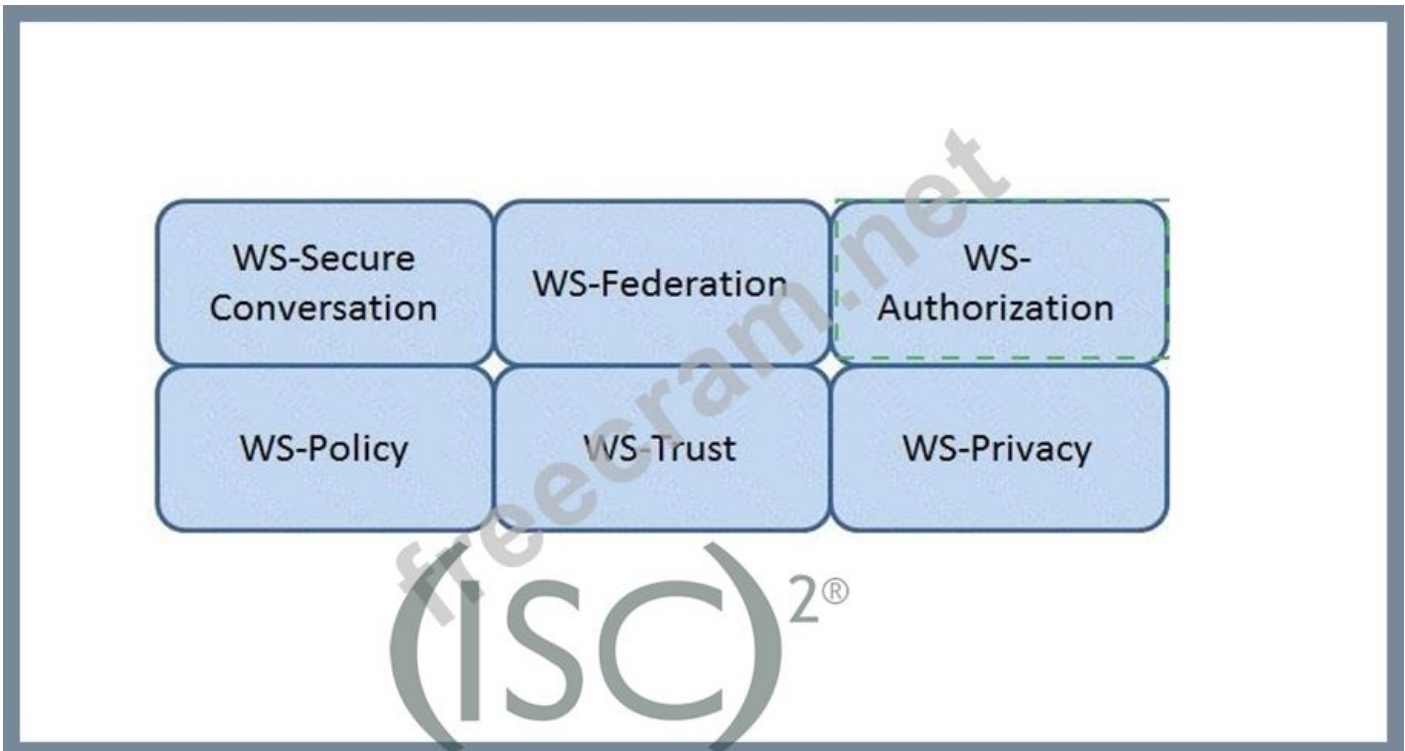 WS-Secure
Conversation
WS-Federation
WS-
Authorization
WS-Policy
WS-Trust
WS-Privacy
freecram.net
(ISC)2®